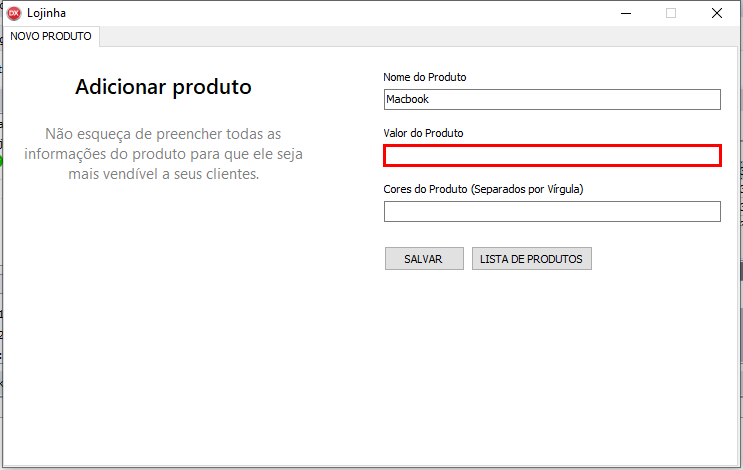 DX Lojinha
NOVO PRODUTO
Adicionar produto
Não esqueça de preencher todas as
informações do produto para que ele seja
mais vendível a seus clientes.
Nome do Produto
Macbook
Valor do Produto
Cores do Produto (Separados por Vírgula)
SALVAR
LISTA DE PRODUTOS